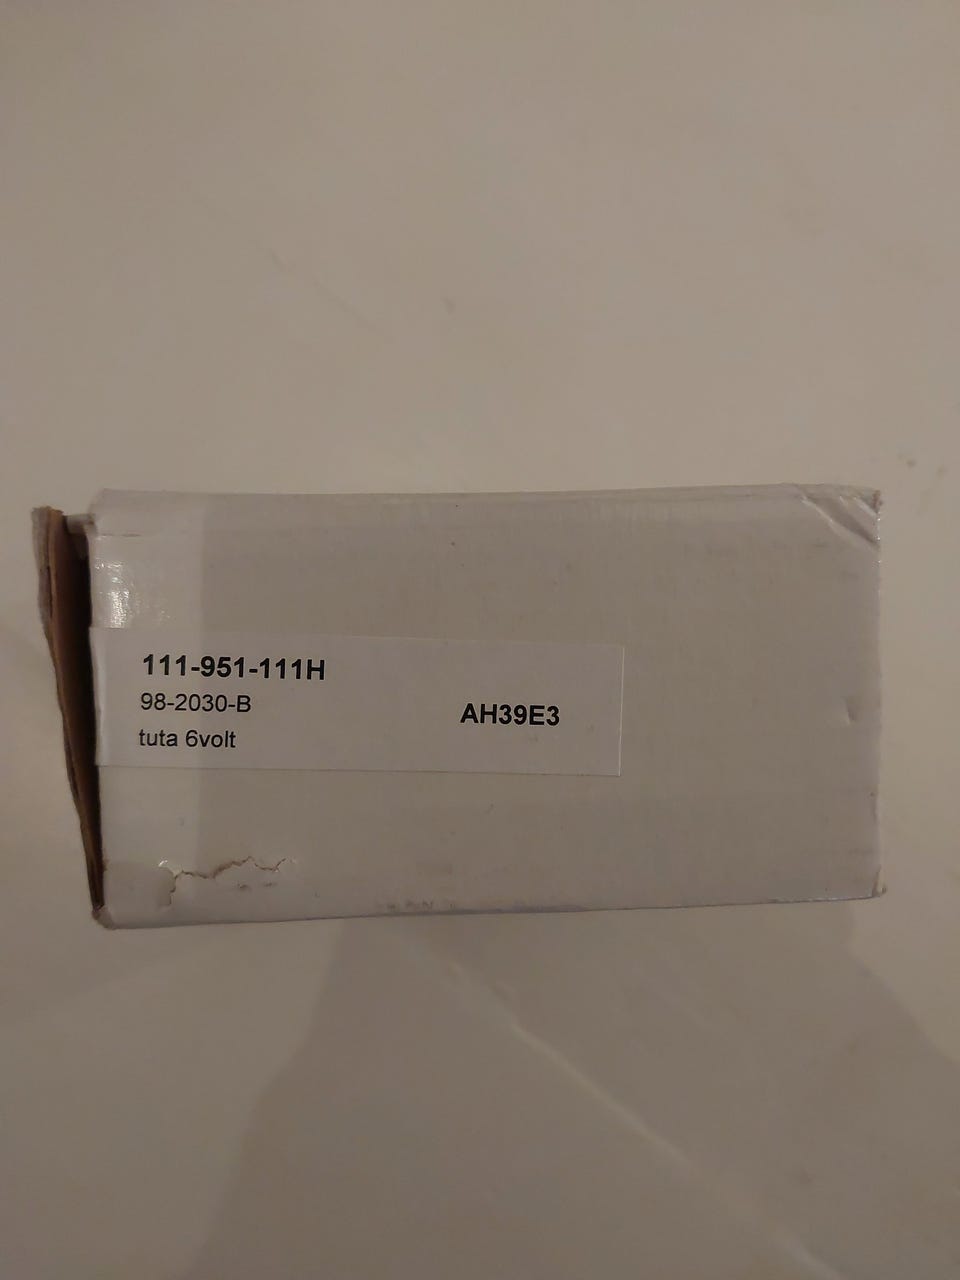 111-951-111H
98-2030-B
AH39E3
tuta 6volt